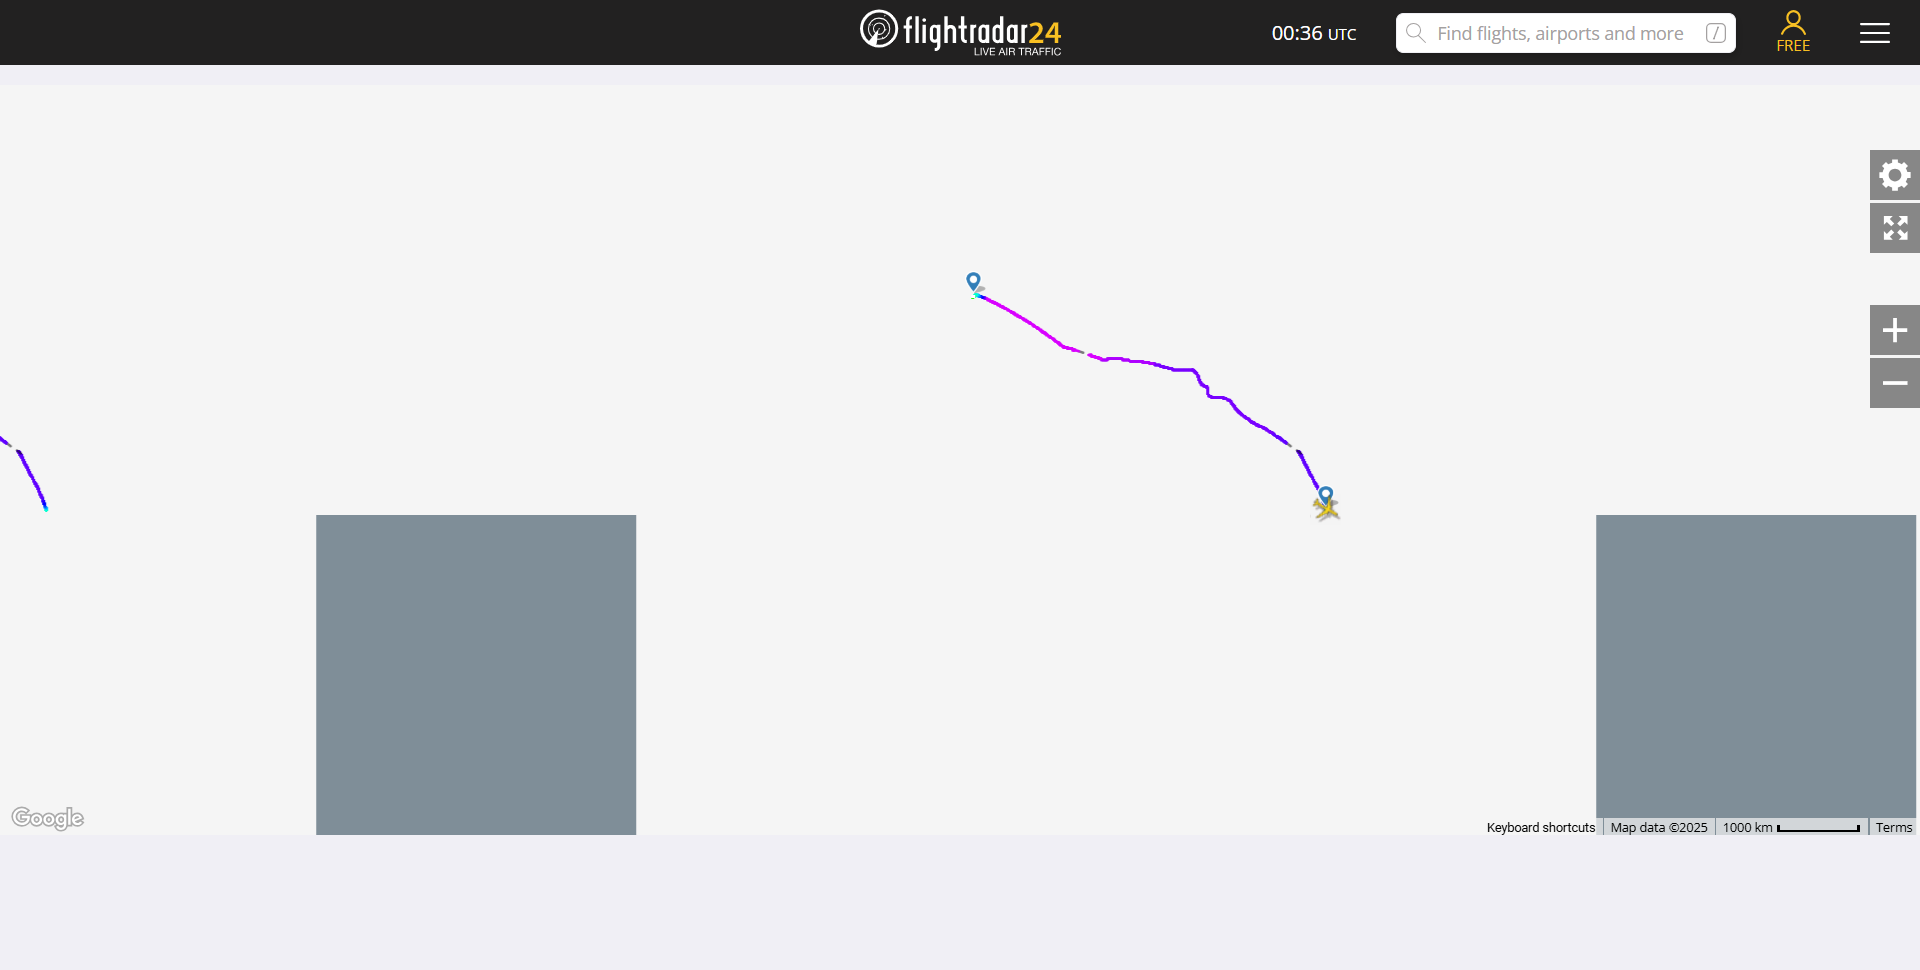 flightradar24
LIVE AIR TRAFFIC
00:36 UTC
Find flights, airports and more /
FREE
Google
Keyboard shortcuts
Map data ©2025
1000 km
Terms